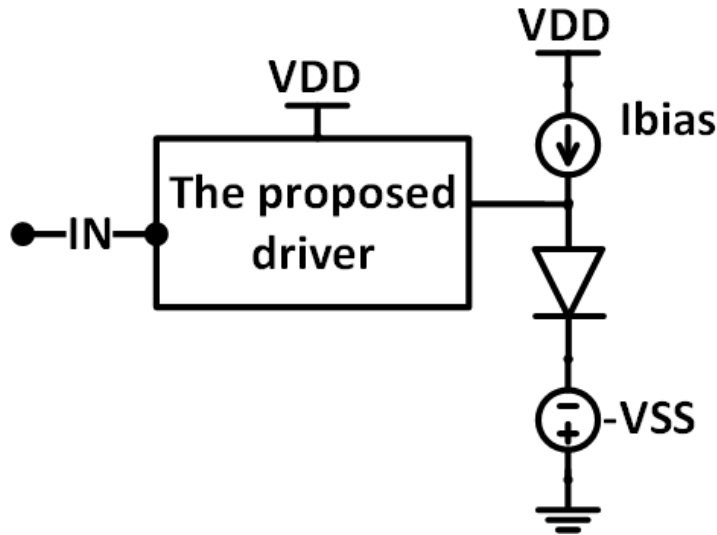 VDD
VDD
Ibias
The proposed
driver
IN
-VSS